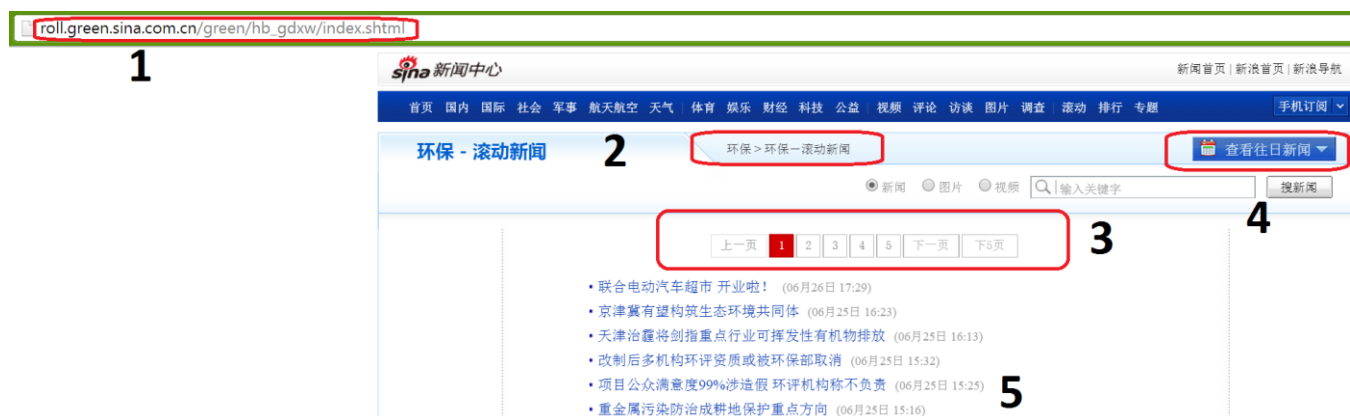 roll.green.sina.com.cn/green/hb_gdxw/index.shtml
1
sina新闻中心
新闻首页 | 新浪首页 | 新浪导航
首页 国内 国际 社会 军事 航天航空 天气 | 体育 娱乐 财经 科技 公益 | 视频 评论 访谈 图片 调查 | 滚动 排行 专题 手机订阅
环保 - 滚动新闻 2 环保 > 环保－滚动新闻 查看往日新闻
新闻 图片 视频 输入关键字 搜新闻
4
上一页 1 2 3 4 5 下一页 下5页 3
• 联合电动汽车超市 开业啦！ (06月26日 17:29)
• 京津冀有望构筑生态环境共同体 (06月25日 16:23)
• 天津治霾将剑指重点行业可挥发性有机物排放 (06月25日 16:13)
• 改制后多机构环评资质或被环保部取消 (06月25日 15:32)
• 项目公众满意度99%涉造假 环评机构称不负责 (06月25日 15:25)
5
• 重金属污染防治成耕地保护重点方向 (06月25日 15:16)